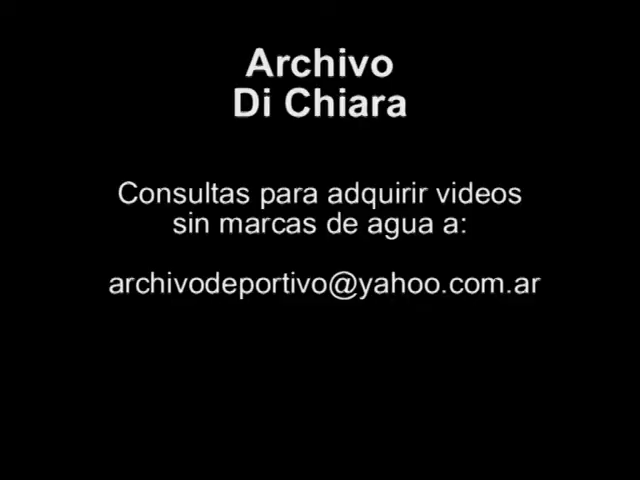 Archivo
Di Chiara
Consultas para adquirir videos
sin marcas de agua a:
archivodeportivo@yahoo.com.ar